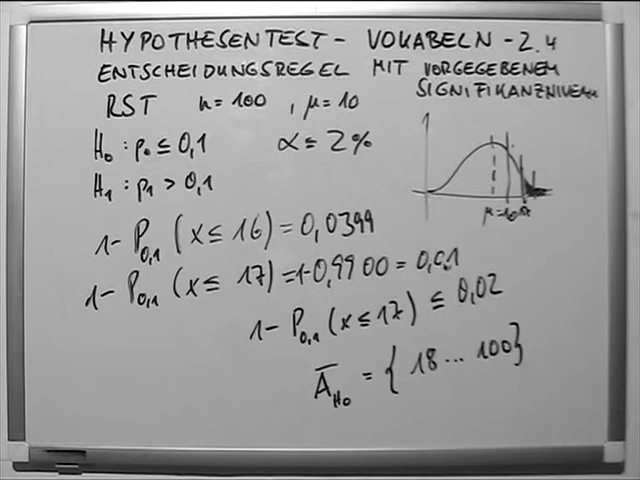 HYPOTHESENTEST - VOKABELN - 2.4
ENTSCHEIDUNGSREGEL MIT VORGEGEBENEM
SIGNIFIKANZNIVEAU
RST n = 100 , μ = 10
H₀ : p₀ ≤ 0,1 α ≤ 2%
H₁ : p₁ > 0,1
1 - P₀,₁ (x ≤ 16) = 0,0399
1 - P₀,₁ (x ≤ 17) = 1-0,9900 = 0,01
1 - P₀,₁ (x ≤ 17) ≤ 0,02
A̅_H₀ = { 18 ... 100}